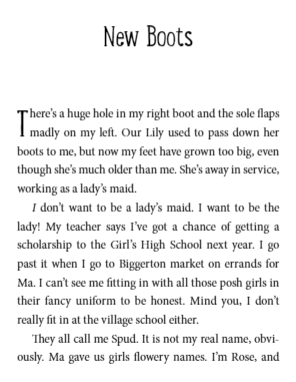 New Boots
There's a huge hole in my right boot and the sole flaps
madly on my left. Our Lily used to pass down her
boots to me, but now my feet have grown too big, even
though she's much older than me. She's away in service,
working as a lady's maid.
I don't want to be a lady's maid. I want to be the
lady! My teacher says I've got a chance of getting a
scholarship to the Girl's High School next year. I go
past it when I go to Biggerton market on errands for
Ma. I can't see me fitting in with all those posh girls in
their fancy uniform to be honest. Mind you, I don't
really fit in at the village school either.
They all call me Spud. It is not my real name, obvi-
ously. Ma gave us girls flowery names. I'm Rose, and